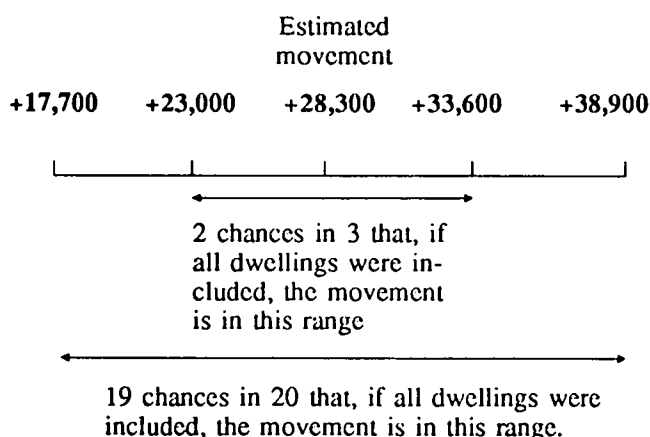 Estimated
movement
+17,700 +23,000 +28,300 +33,600 +38,900
2 chances in 3 that, if
all dwellings were in-
cluded, the movement
is in this range
19 chances in 20 that, if all dwellings were
included, the movement is in this range.